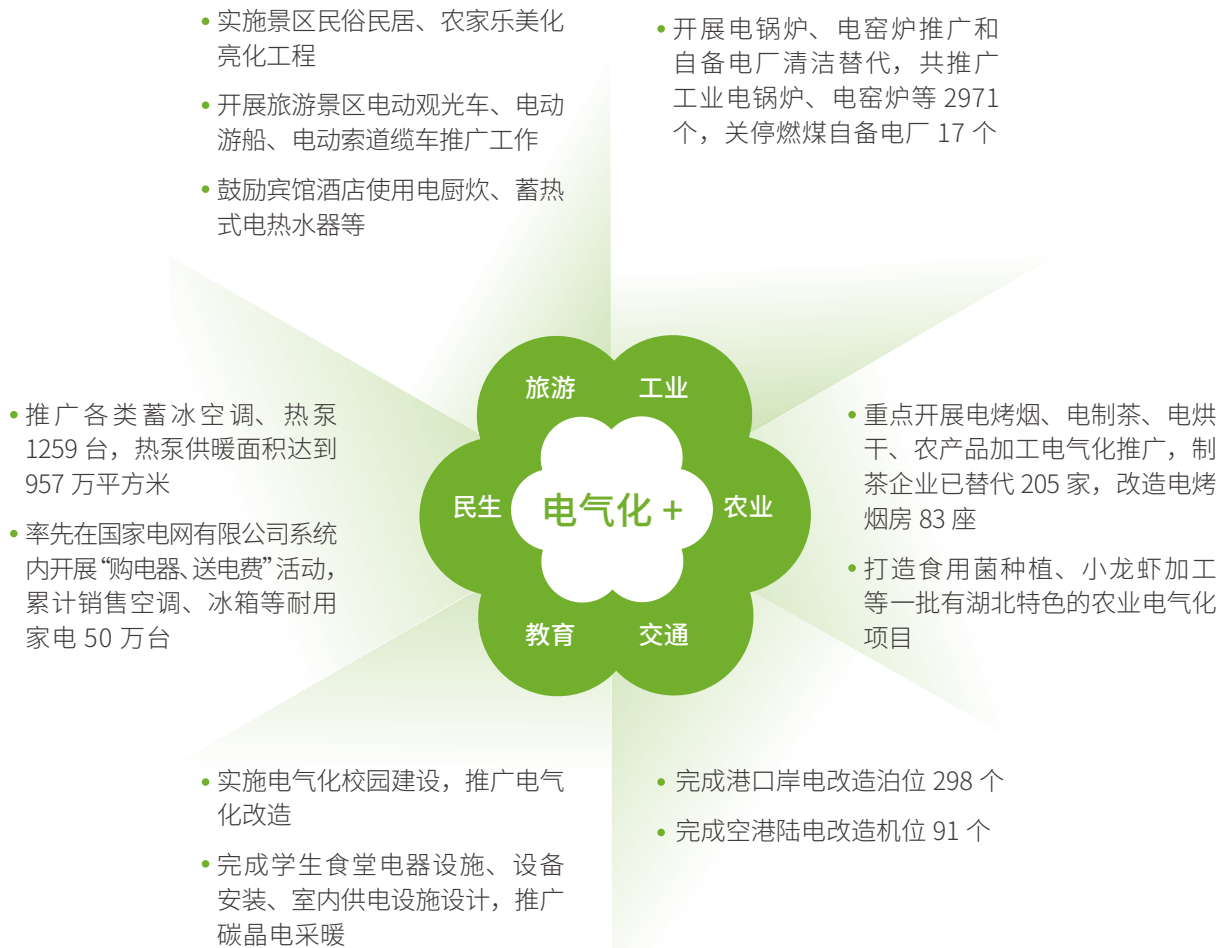 • 实施景区民俗民居、农家乐美化
亮化工程
• 开展旅游景区电动观光车、电动
游船、电动索道缆车推广工作
• 鼓励宾馆酒店使用电厨炊、蓄热
式电热水器等
• 开展电锅炉、电窑炉推广和
自备电厂清洁替代，共推广
工业电锅炉、电窑炉等 2971
个，关停燃煤自备电厂 17 个
旅游
工业
• 推广各类蓄冰空调、热泵
1259 台，热泵供暖面积达到
957 万平方米
• 率先在国家电网有限公司系统
内开展“购电器、送电费”活动，
累计销售空调、冰箱等耐用
家电 50 万台
民生
电气化 +
农业
• 重点开展电烤烟、电制茶、电烘
干、农产品加工电气化推广，制
茶企业已替代 205 家，改造电烤
烟房 83 座
• 打造食用菌种植、小龙虾加工
等一批有湖北特色的农业电气化
项目
教育
交通
• 实施电气化校园建设，推广电气
化改造
• 完成学生食堂电器设施、设备
安装、室内供电设施设计，推广
碳晶电采暖
• 完成港口岸电改造泊位 298 个
• 完成空港陆电改造机位 91 个